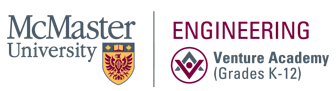 McMaster
University
ENGINEERING
Venture Academy
(Grades K-12)